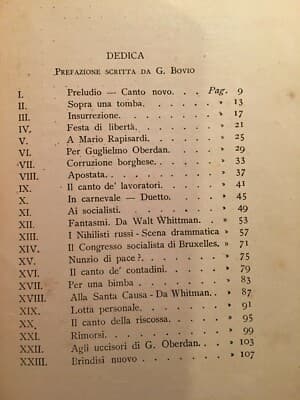 DEDICA
PREFAZIONE SCRITTA DA G. BOVIO
I. Preludio — Canto novo. . . Pag. 9
II. Sopra una tomba. . . . . . » 13
III. Insurrezione. . . . . . . » 17
IV. Festa di libertà. . . . . . » 21
V. A Mario Rapisardi. . . . . » 25
VI. Per Guglielmo Oberdan. . . » 29
VII. Corruzione borghese. . . . » 33
VIII. Apostata. . . . . . . . » 37
IX. Il canto de' lavoratori. . . . » 41
X. In carnevale — Duetto. . . . » 45
XI. Ai socialisti. . . . . . . » 49
XII. Fantasmi. Da Walt Whitman. . » 53
XIII. I Nihilisti russi - Scena drammatica » 57
XIV. Il Congresso socialista di Bruxelles. » 71
XV. Nunzio di pace?. . . . . . » 75
XVI. Il canto de' contadini. . . . » 79
XVII. Per una bimba. . . . . . » 83
XVIII. Alla Santa Causa - Da Whitman. . » 87
XIX. Lotta personale. . . . . . » 91
XX. Il canto della riscossa. . . . » 95
XXI. Rimorsi. . . . . . . . » 99
XXII. Agli uccisori di G. Oberdan. . . » 103
XXIII. Brindisi nuovo . . . . . . » 107